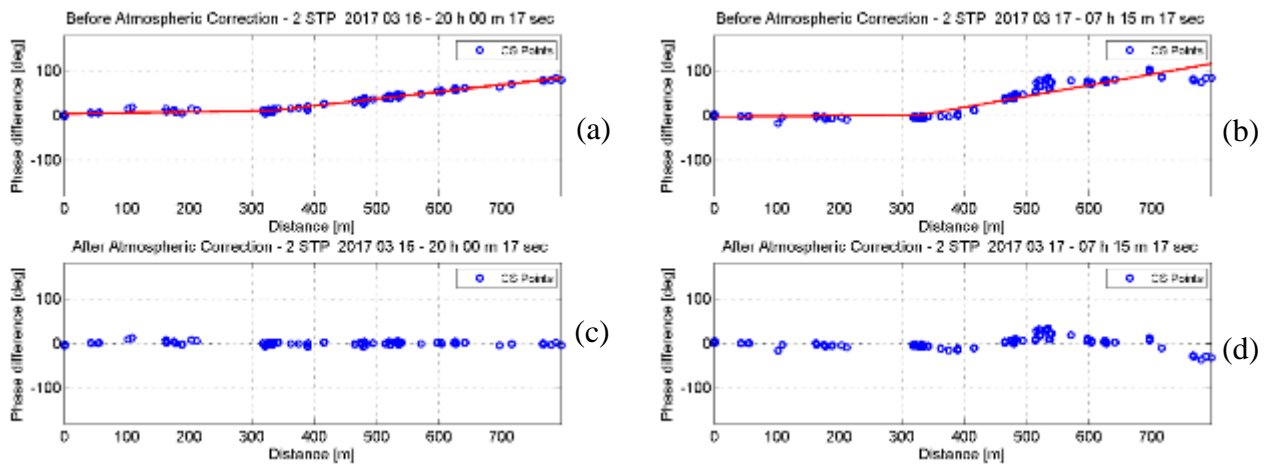 Before Atmospheric Correction - 2 STP 2017 03 16 - 20 h 00 m 17 sec
Phase difference [deg]
100
0
-100
CS Points
(a)
0 100 200 300 400 500 600 700
Distance [m]
Before Atmospheric Correction - 2 STP 2017 03 17 - 07 h 15 m 17 sec
Phase difference [deg]
100
0
-100
CS Points
(b)
0 100 200 300 400 500 600 700
Distance [m]
After Atmospheric Correction - 2 STP 2017 03 16 - 20 h 00 m 17 sec
Phase difference [deg]
100
0
-100
CS Points
(c)
0 100 200 300 400 500 600 700
Distance [m]
After Atmospheric Correction - 2 STP 2017 03 17 - 07 h 15 m 17 sec
Phase difference [deg]
100
0
-100
CS Points
(d)
0 100 200 300 400 500 600 700
Distance [m]